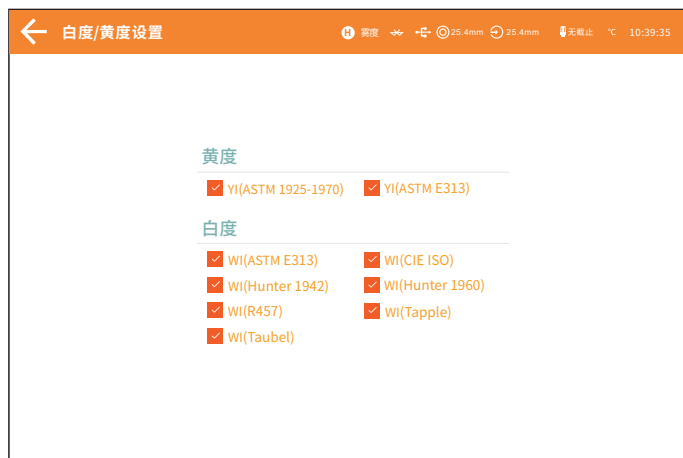 白度/黄度设置
H 雾度 25.4mm 25.4mm 无截止 ℃ 10:39:35
黄度
YI(ASTM 1925-1970) YI(ASTM E313)
白度
WI(ASTM E313) WI(CIE ISO)
WI(Hunter 1942) WI(Hunter 1960)
WI(R457) WI(Tapple)
WI(Taubel)